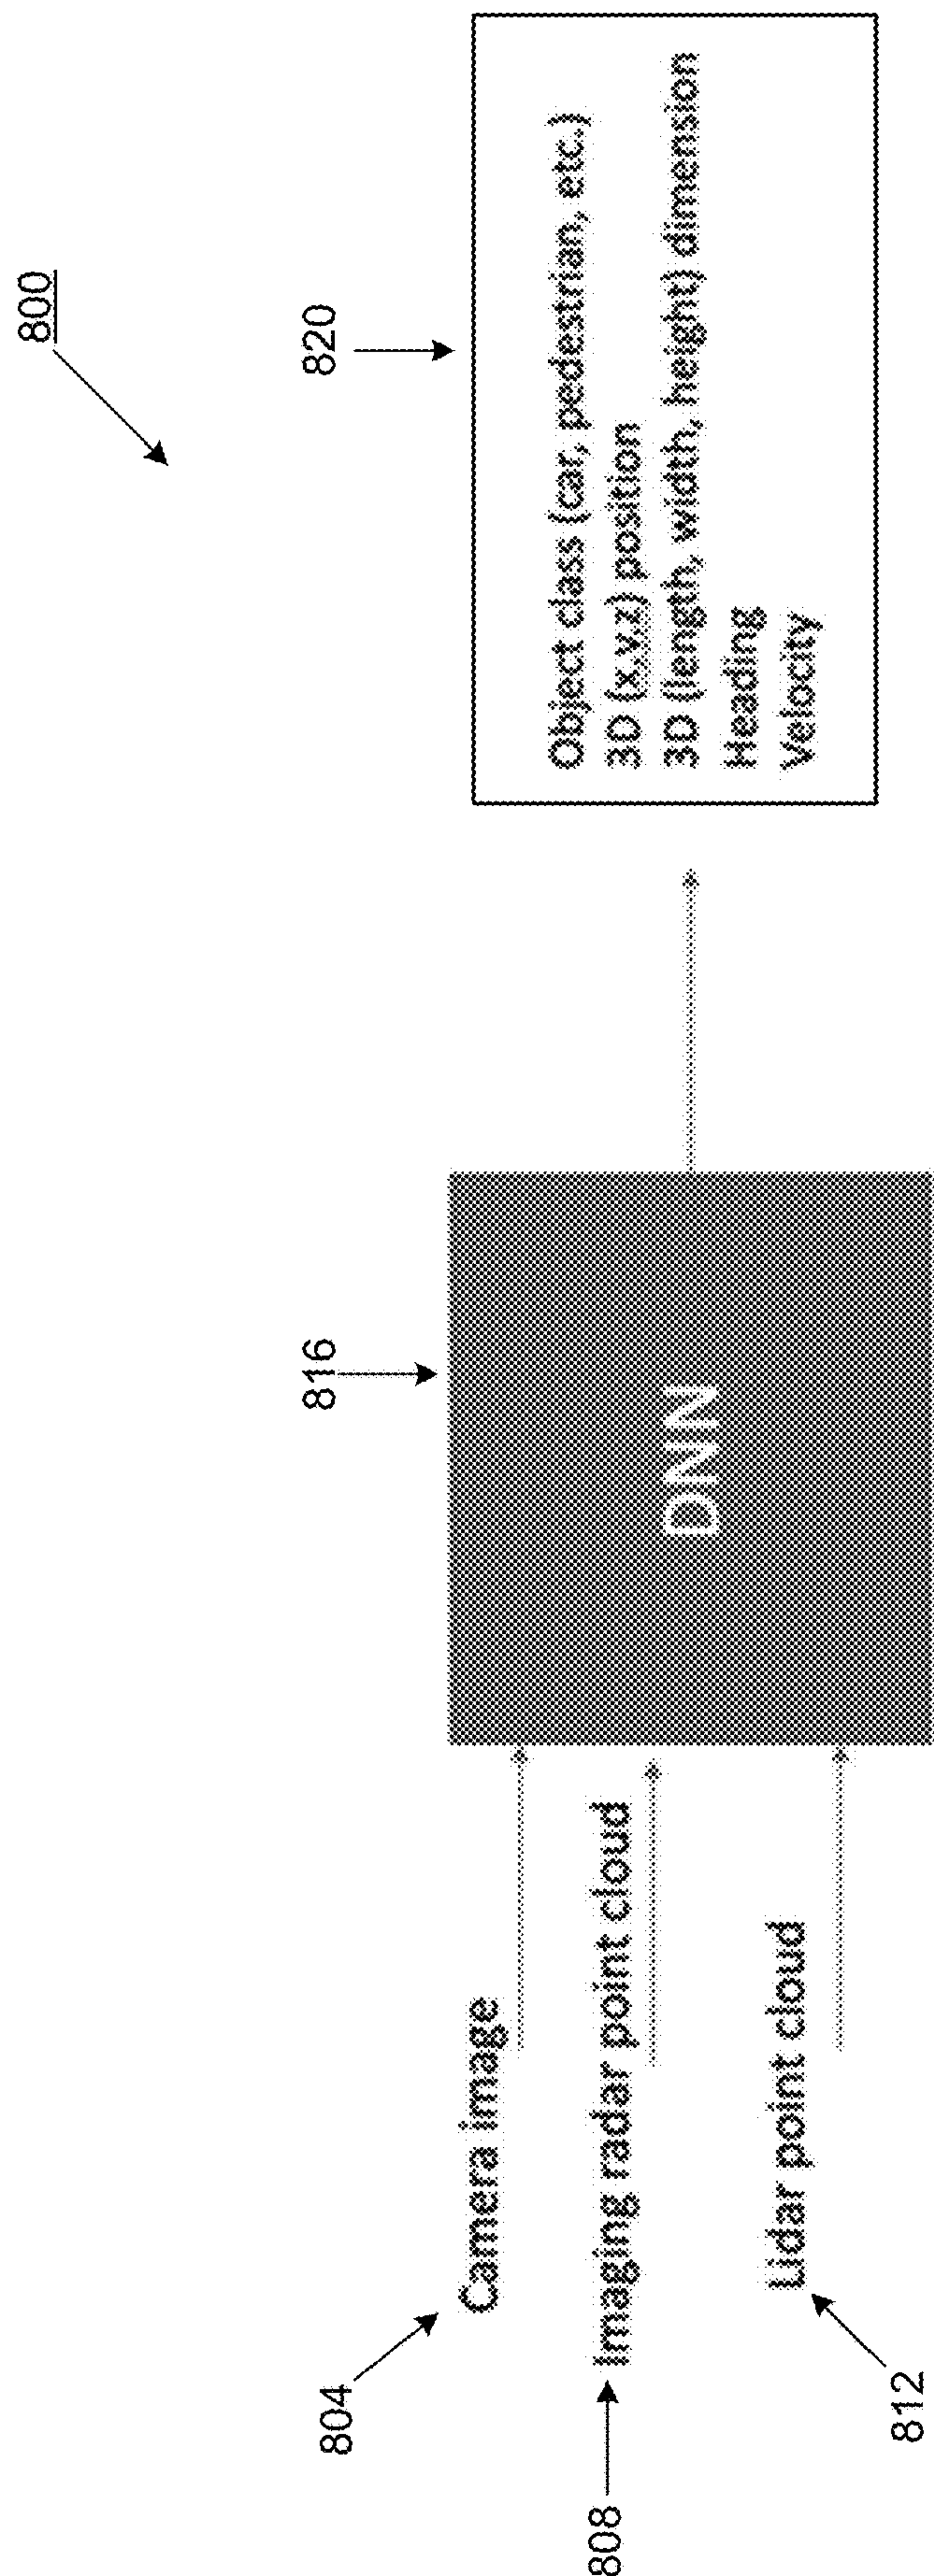 800
804
Camera image
808
Imaging radar point cloud
812
Lidar point cloud
816
DNN
820
Object class (car, pedestrian, etc.)
3D (x,y,z) position
3D (length, width, height) dimension
Heading
Velocity